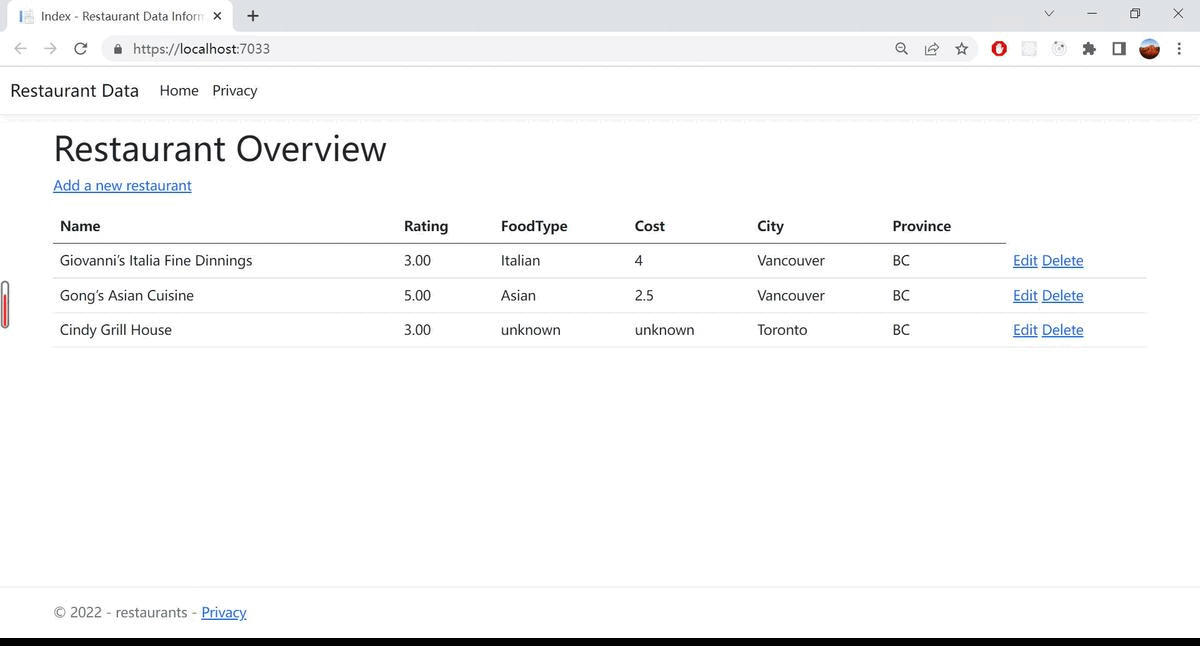 Index - Restaurant Data Inform
https://localhost:7033
Restaurant Data Home Privacy
Restaurant Overview
Add a new restaurant
Name Rating FoodType Cost City Province
Giovanni's Italia Fine Dinnings 3.00 Italian 4 Vancouver BC Edit Delete
Gong's Asian Cuisine 5.00 Asian 2.5 Vancouver BC Edit Delete
Cindy Grill House 3.00 unknown unknown Toronto BC Edit Delete
© 2022 - restaurants - Privacy